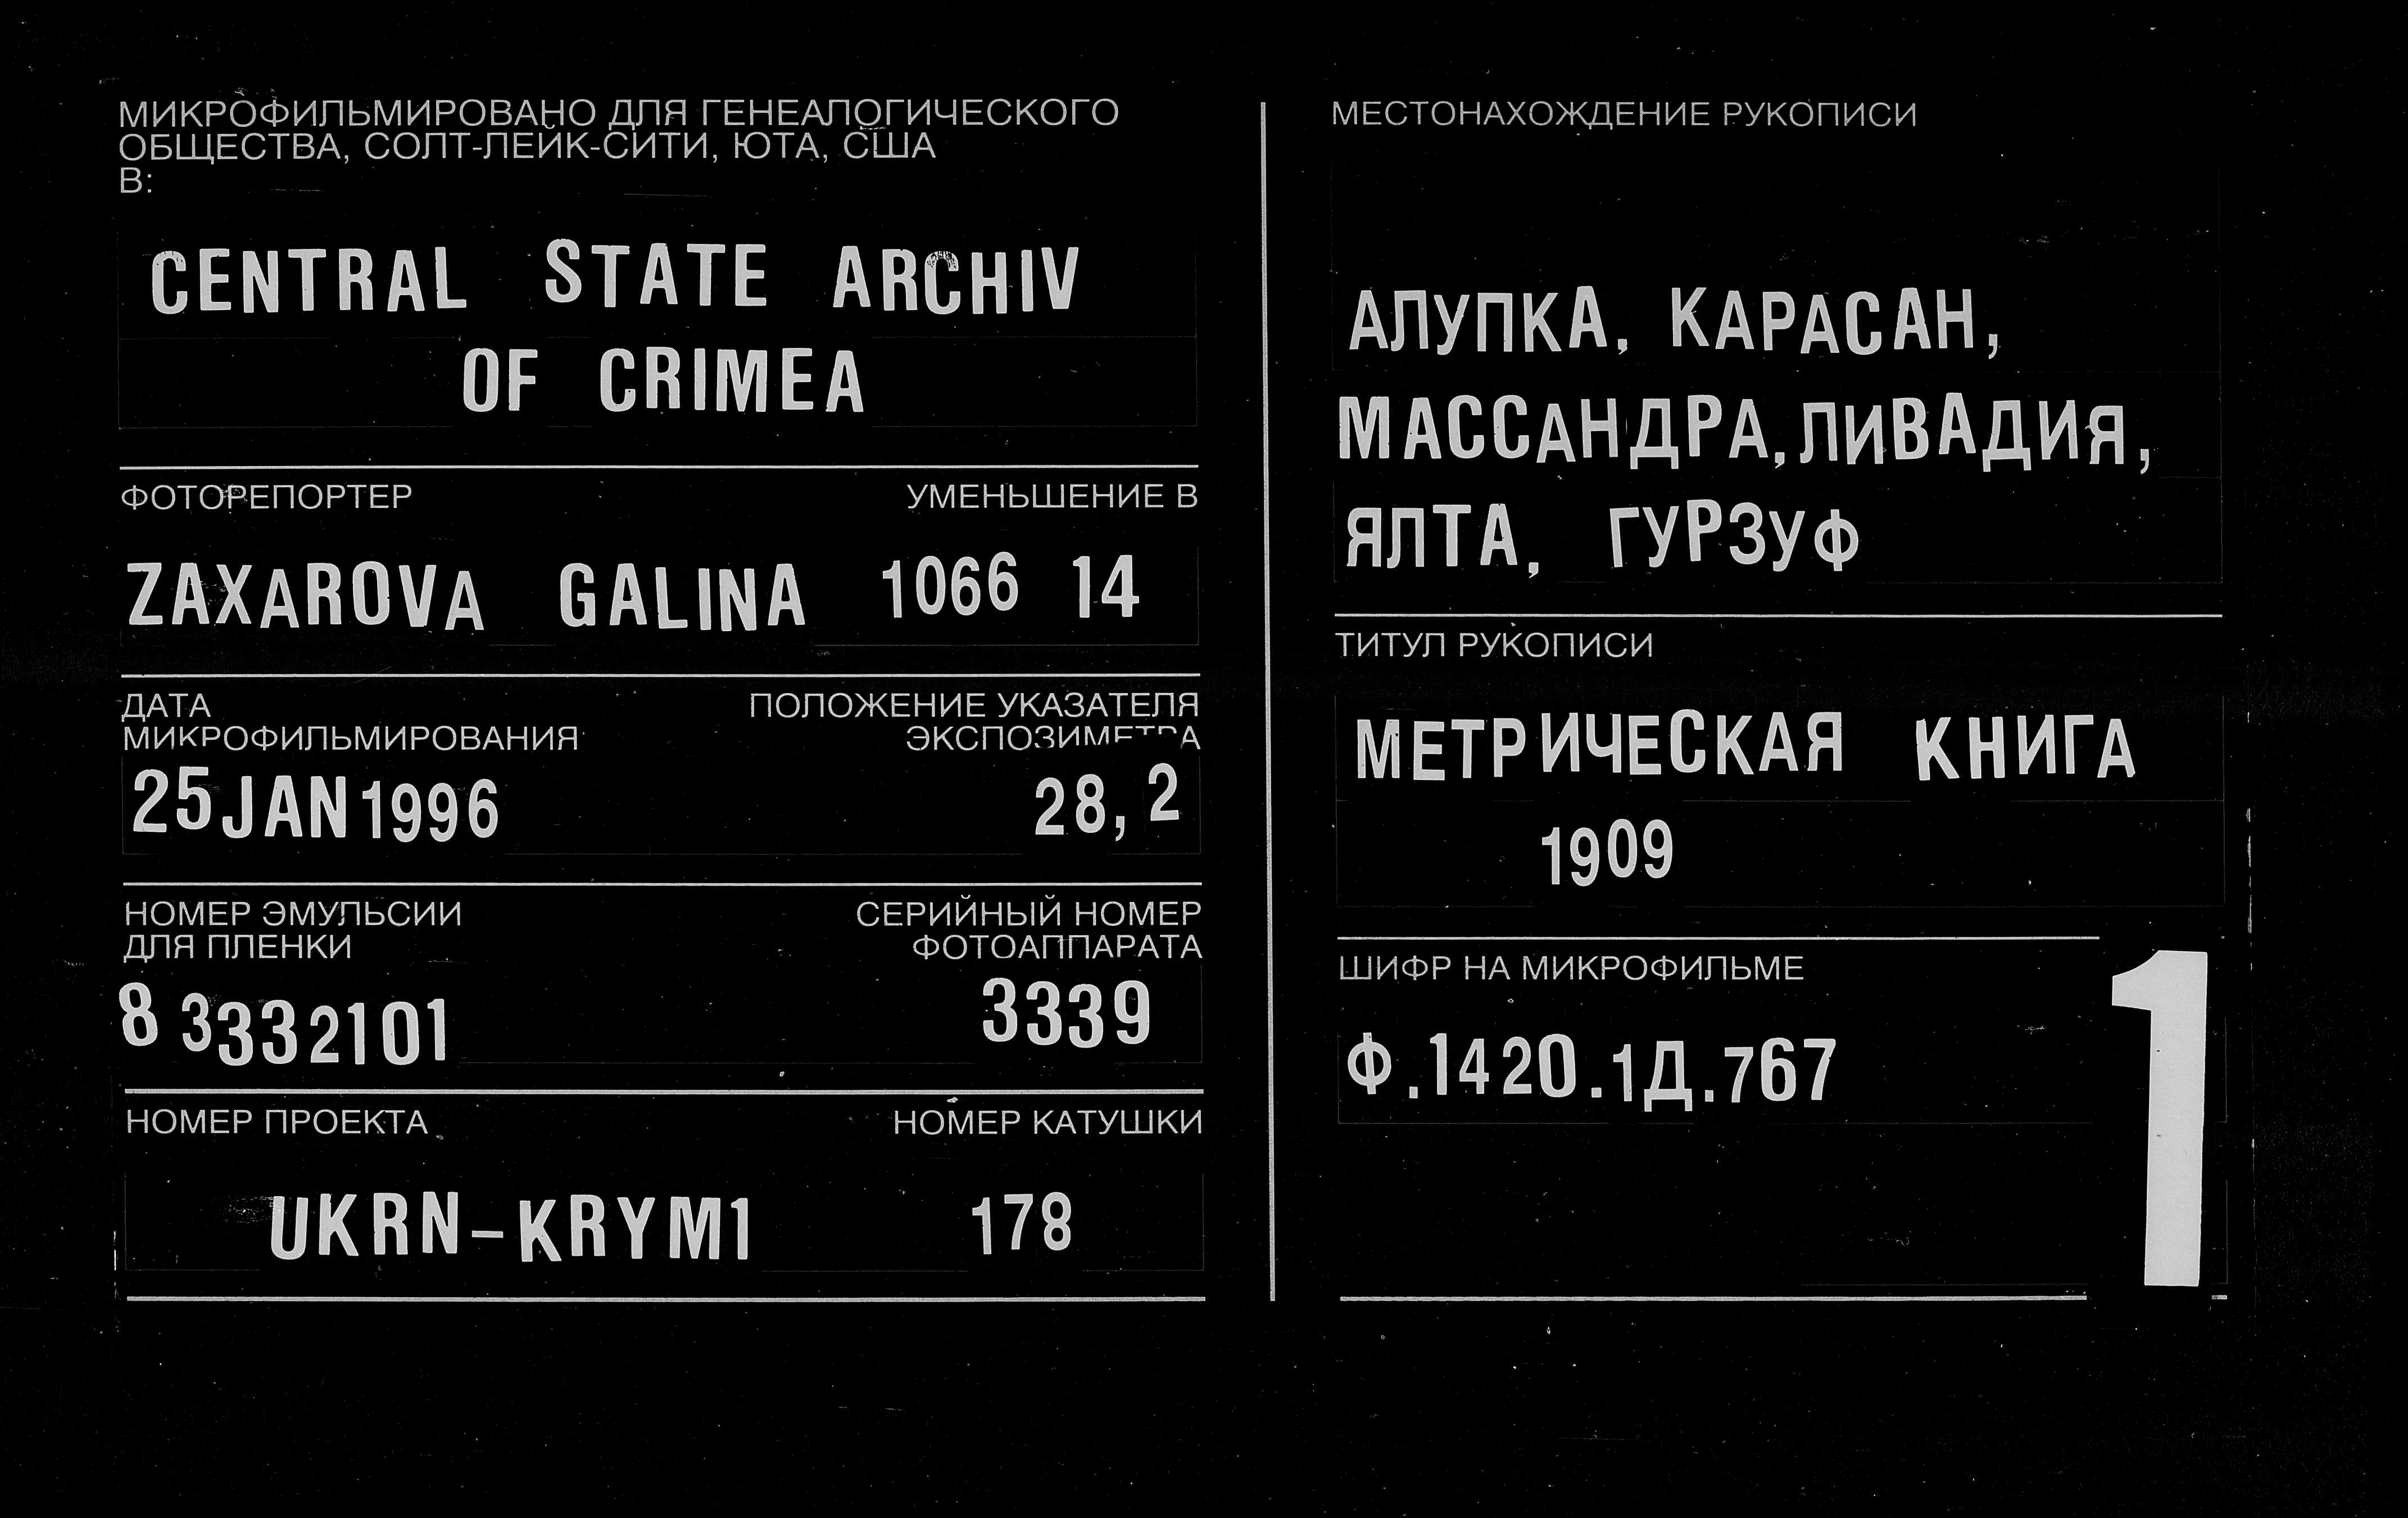 МИКРОФИЛЬМИРОВАНО ДЛЯ ГЕНЕАЛОГИЧЕСКОГО
ОБЩЕСТВА, СОЛТ-ЛЕЙК-СИТИ, ЮТА, США
В:
CENTRAL STATE ARCHIV
OF CRIMEA
ФОТОРЕПОРТЕР УМЕНЬШЕНИЕ В
ZAXAROVA GALINA 1066 14
ДАТА ПОЛОЖЕНИЕ УКАЗАТЕЛЯ
МИКРОФИЛЬМИРОВАНИЯ ЭКСПОЗИМЕТРА
25 JAN 1996 28,2
НОМЕР ЭМУЛЬСИИ СЕРИЙНЫЙ НОМЕР
ДЛЯ ПЛЕНКИ ФОТОАППАРАТА
8 3332101 3339
НОМЕР ПРОЕКТА НОМЕР КАТУШКИ
UKRN-KRYM1 178
МЕСТОНАХОЖДЕНИЕ РУКОПИСИ
АЛУПКА, КАРАСАН,
МАССАНДРА, ЛИВАДИЯ,
ЯЛТА, ГУРЗУФ
ТИТУЛ РУКОПИСИ
МЕТРИЧЕСКАЯ КНИГА
1909
ШИФР НА МИКРОФИЛЬМЕ
Ф.1420.1Д.767
1